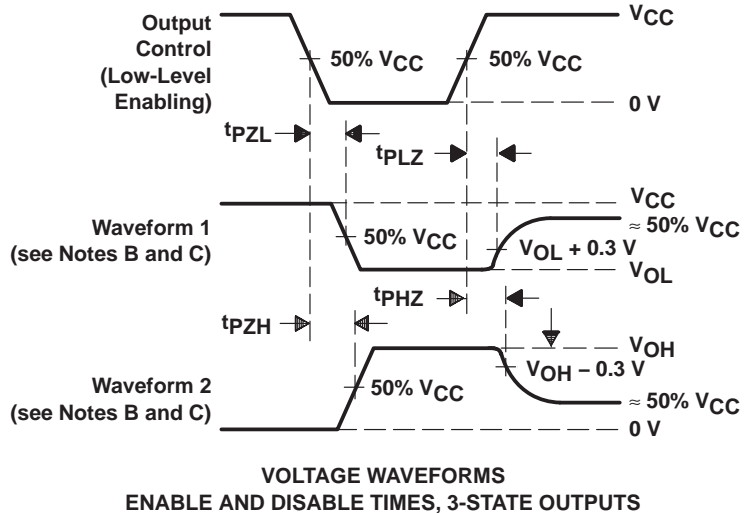 Output
Control
(Low-Level
Enabling)
VCC
50% VCC
50% VCC
0 V
tPZL
tPLZ
Waveform 1
(see Notes B and C)
VCC
≈ 50% VCC
50% VCC
VOL + 0.3 V
VOL
tPHZ
tPZH
Waveform 2
(see Notes B and C)
VOH
VOH − 0.3 V
50% VCC
≈ 50% VCC
0 V
VOLTAGE WAVEFORMS
ENABLE AND DISABLE TIMES, 3-STATE OUTPUTS